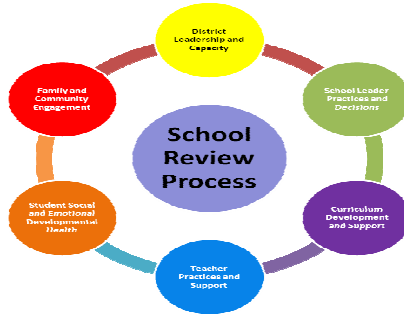 District
Leadership and
Capacity
School Leader
Practices and
Decisions
Curriculum
Development
and Support
Teacher
Practices and
Support
Student Social
and Emotional
Developmental
Health
Family and
Community
Engagement
School
Review
Process